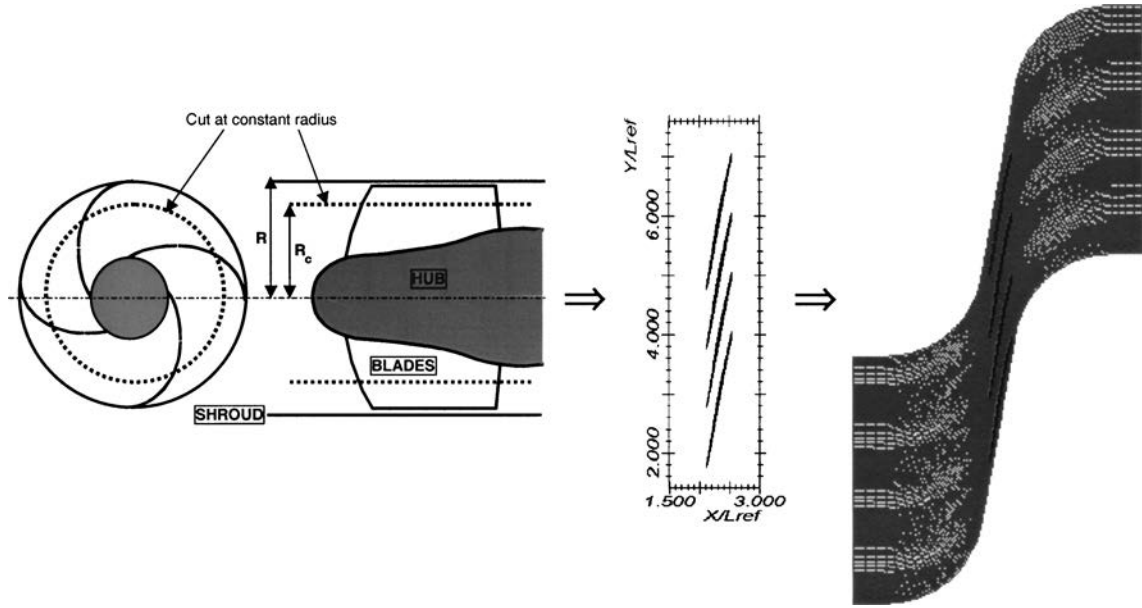 Cut at constant radius
R
Rc
HUB
BLADES
SHROUD
⇒
⇒
Y/Lref
6.000
4.000
2.000
1.500 3.000
X/Lref